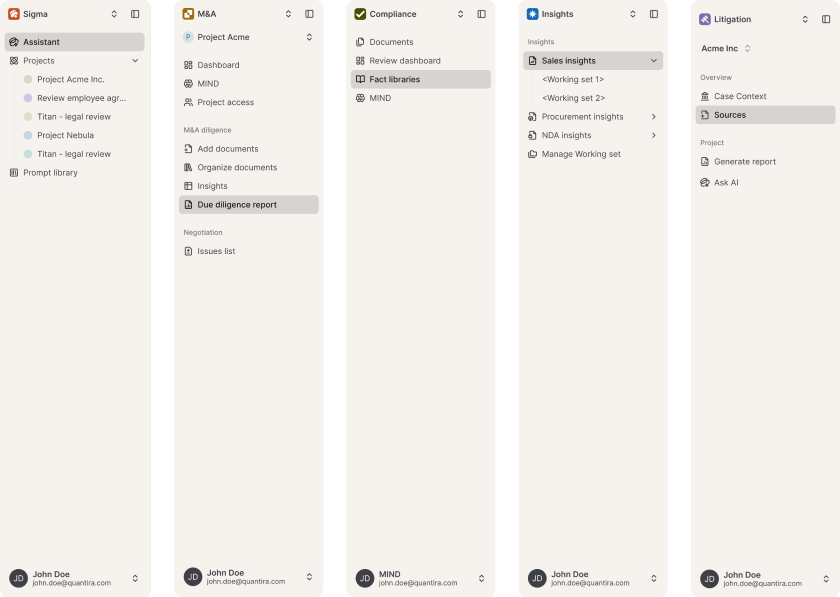 Sigma
Assistant
Projects
Project Acme Inc.
Review employee agr...
Titan - legal review
Project Nebula
Titan - legal review
Prompt library
JD
John Doe
john.doe@quantira.com
M&A
P
Project Acme
Dashboard
MIND
Project access
M&A diligence
Add documents
Organize documents
Insights
Due diligence report
Negotiation
Issues list
JD
John Doe
john.doe@quantira.com
Compliance
Documents
Review dashboard
Fact libraries
MIND
JD
MIND
john.doe@quantira.com
Insights
Insights
Sales insights
<Working set 1>
<Working set 2>
Procurement insights
NDA insights
Manage Working set
JD
John Doe
john.doe@quantira.com
Litigation
Acme Inc
Overview
Case Context
Sources
Project
Generate report
Ask AI
JD
John Doe
john.doe@quantira.com